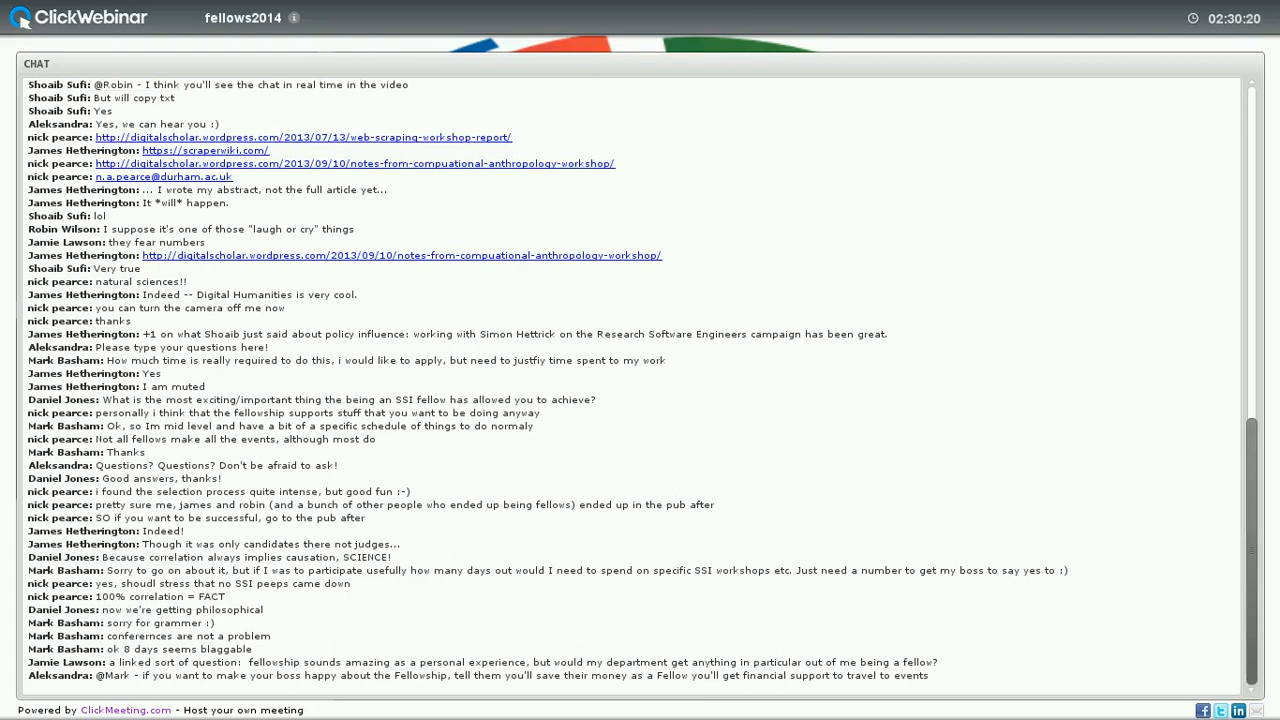 ClickWebinar
fellows2014
02:30:20
CHAT
Shoaib Sufi: @Robin - I think you'll see the chat in real time in the video
Shoaib Sufi: But will copy txt
Shoaib Sufi: Yes
Aleksandra: Yes, we can hear you :)
nick pearce: http://digitalscholar.wordpress.com/2013/07/13/web-scraping-workshop-report/
James Hetherington: https://scraperwiki.com/
nick pearce: http://digitalscholar.wordpress.com/2013/09/10/notes-from-compuational-anthropology-workshop/
nick pearce: n.a.pearce@durham.ac.uk
James Hetherington: ... I wrote my abstract, not the full article yet...
James Hetherington: It *will* happen.
Shoaib Sufi: lol
Robin Wilson: I suppose it's one of those "laugh or cry" things
Jamie Lawson: they fear numbers
James Hetherington: http://digitalscholar.wordpress.com/2013/09/10/notes-from-compuational-anthropology-workshop/
Shoaib Sufi: Very true
nick pearce: natural sciences!!
James Hetherington: Indeed -- Digital Humanities is very cool.
nick pearce: you can turn the camera off me now
nick pearce: thanks
James Hetherington: +1 on what Shoaib just said about policy influence: working with Simon Hettrick on the Research Software Engineers campaign has been great.
Aleksandra: Please type your questions here!
Mark Basham: How much time is really required to do this, i would like to apply, but need to justfiy time spent to my work
James Hetherington: Yes
James Hetherington: I am muted
Daniel Jones: What is the most exciting/important thing the being an SSI fellow has allowed you to achieve?
nick pearce: personally i think that the fellowship supports stuff that you want to be doing anyway
Mark Basham: Ok, so Im mid level and have a bit of a specific schedule of things to do normaly
nick pearce: Not all fellows make all the events, although most do
Mark Basham: Thanks
Aleksandra: Questions? Questions? Don't be afraid to ask!
Daniel Jones: Good answers, thanks!
nick pearce: i found the selection process quite intense, but good fun :-)
nick pearce: pretty sure me, james and robin (and a bunch of other people who ended up being fellows) ended up in the pub after
nick pearce: SO if you want to be successful, go to the pub after
James Hetherington: Indeed!
James Hetherington: Though it was only candidates there not judges...
Daniel Jones: Because correlation always implies causation, SCIENCE!
Mark Basham: Sorry to go on about it, but if I was to participate usefully how many days out would I need to spend on specific SSI workshops etc. Just need a number to get my boss to say yes to :)
nick pearce: yes, shoudl stress that no SSI peeps came down
nick pearce: 100% correlation = FACT
Daniel Jones: now we're getting philosophical
Mark Basham: sorry for grammer :)
Mark Basham: conferernces are not a problem
Mark Basham: ok 8 days seems blaggable
Jamie Lawson: a linked sort of question:  fellowship sounds amazing as a personal experience, but would my department get anything in particular out of me being a fellow?
Aleksandra: @Mark - if you want to make your boss happy about the Fellowship, tell them you'll save their money as a Fellow you'll get financial support to travel to events
Powered by ClickMeeting.com - Host your own meeting